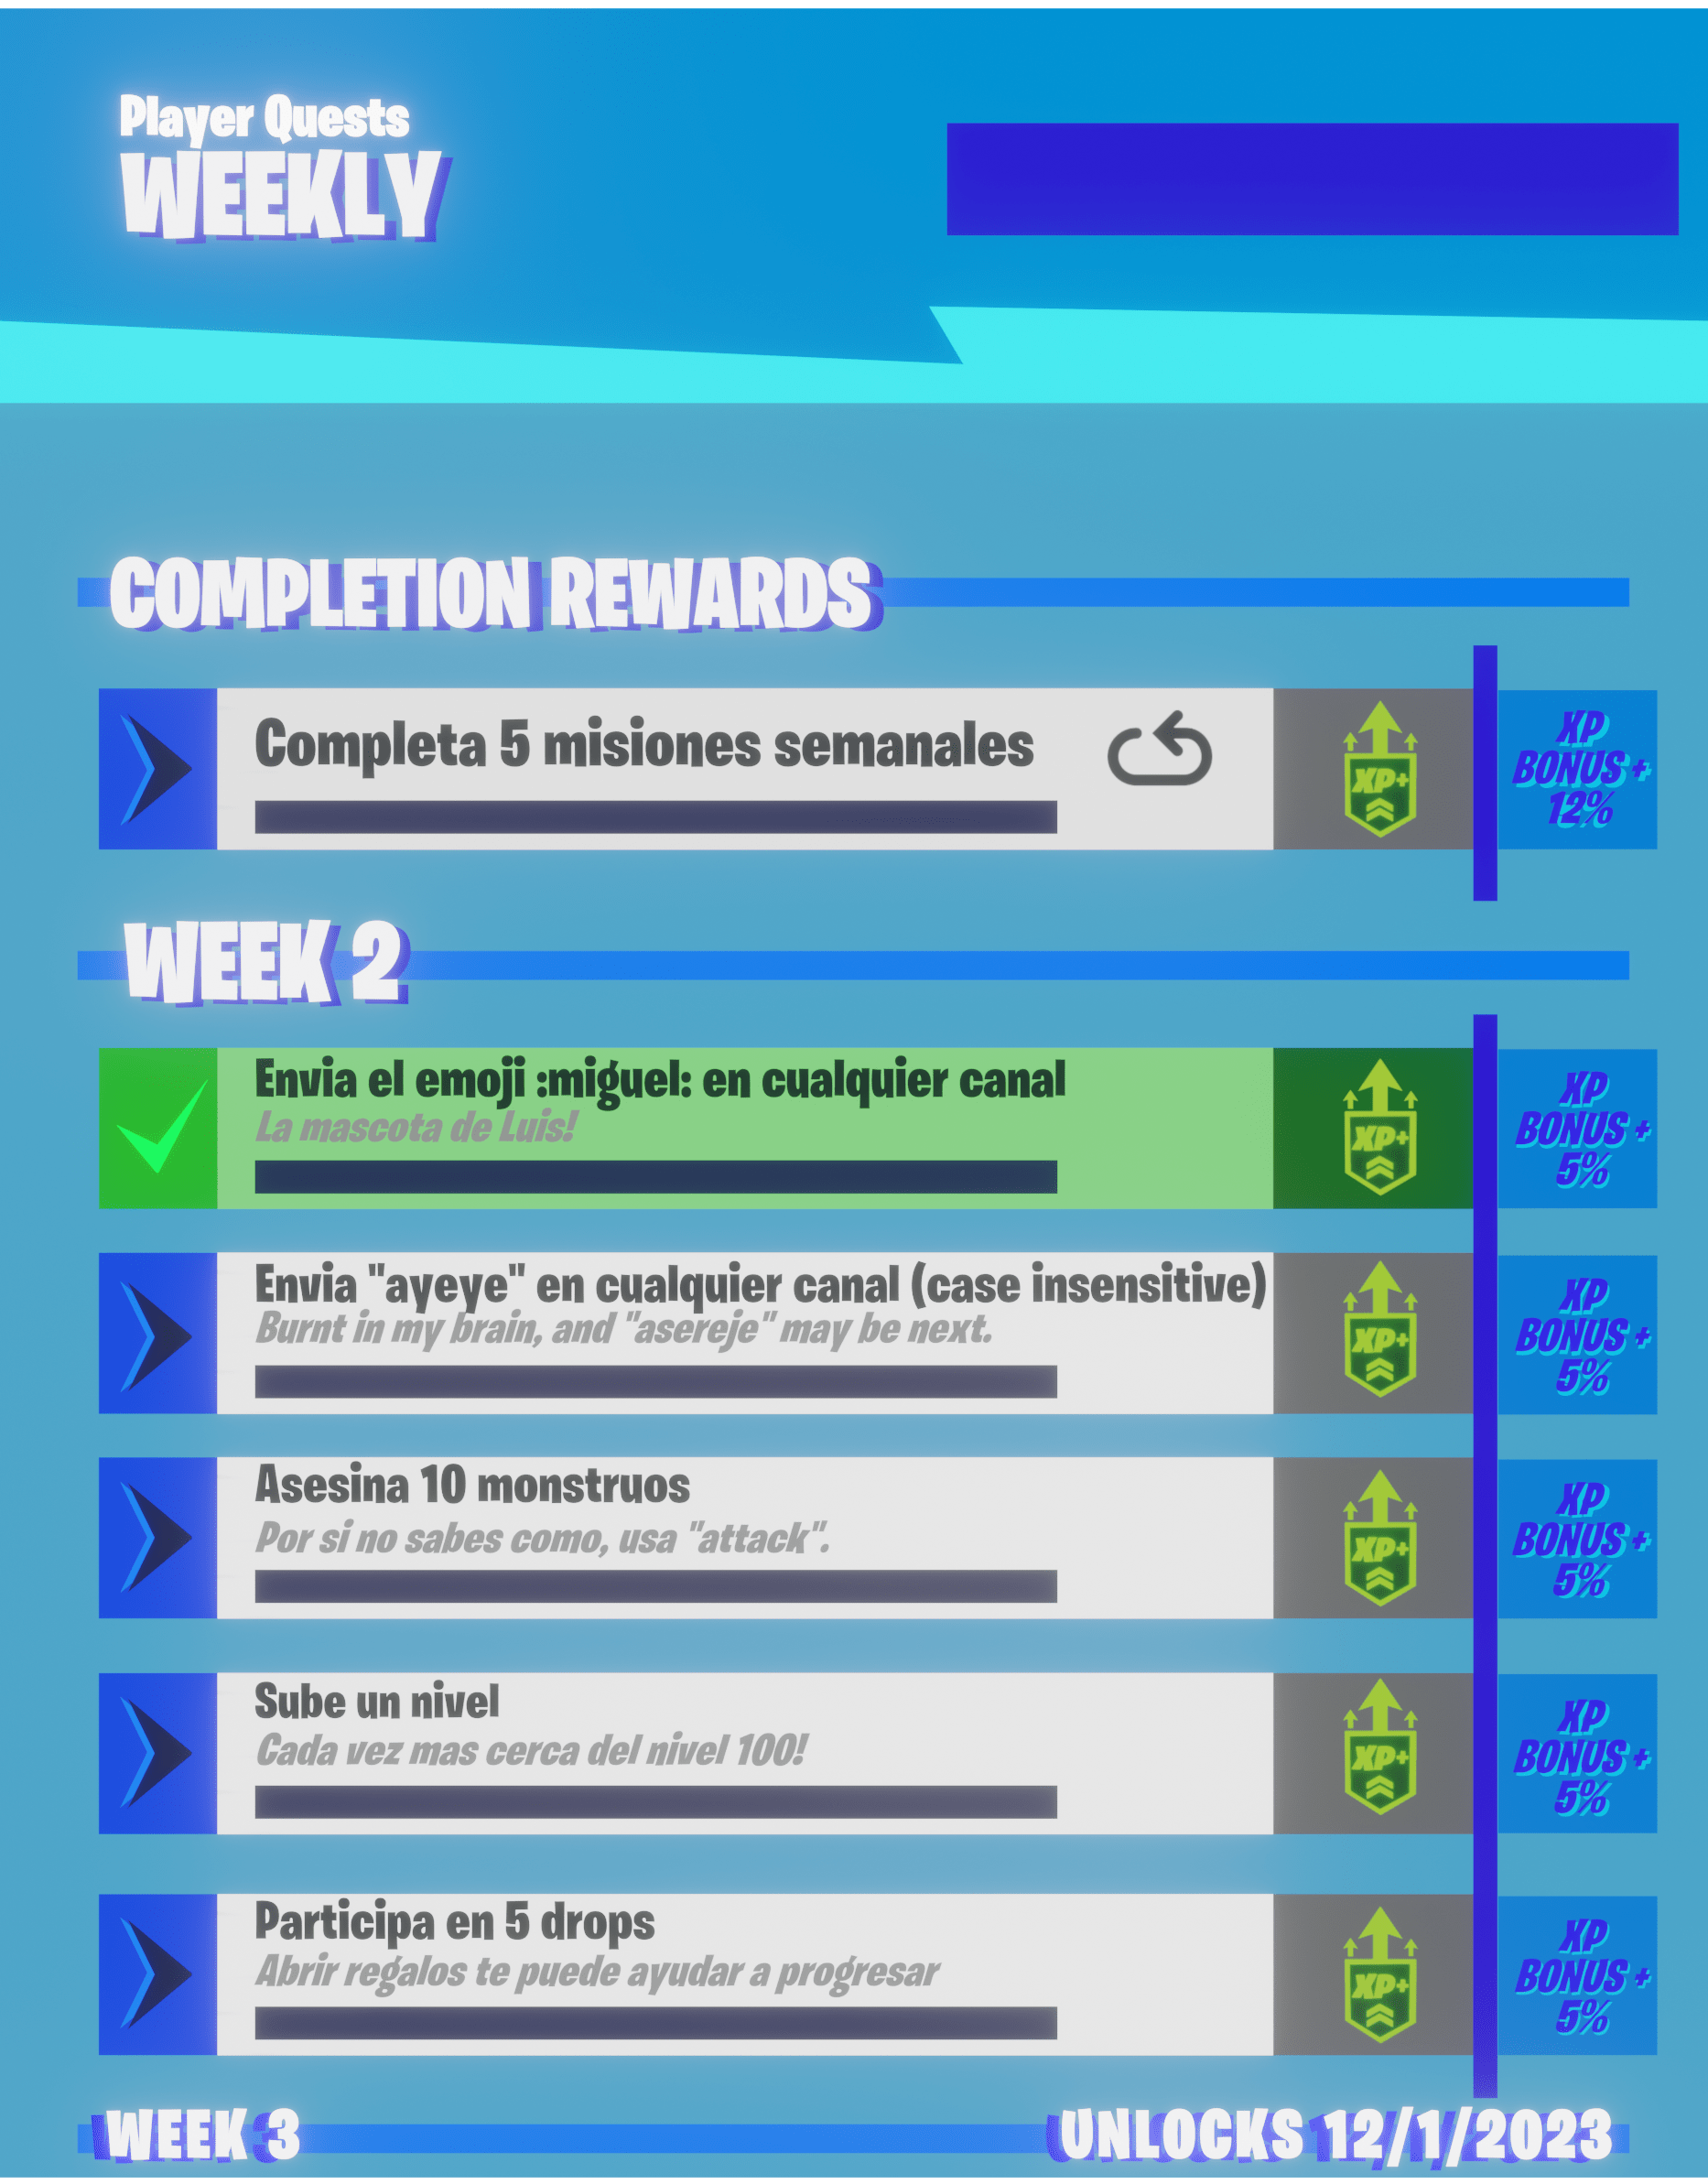 Player Quests
WEEKLY
COMPLETION REWARDS
Completa 5 misiones semanales
XP+
XP
BONUS +
12%
WEEK 2
Envia el emoji :miguel: en cualquier canal
La mascota de Luis!
XP+
XP
BONUS +
5%
Envia "ayeye" en cualquier canal (case insensitive)
Burnt in my brain, and "asereje" may be next.
XP+
XP
BONUS +
5%
Asesina 10 monstruos
Por si no sabes como, usa "attack".
XP+
XP
BONUS +
5%
Sube un nivel
Cada vez mas cerca del nivel 100!
XP+
XP
BONUS +
5%
Participa en 5 drops
Abrir regalos te puede ayudar a progresar
XP+
XP
BONUS +
5%
WEEK 3
UNLOCKS 12/1/2023